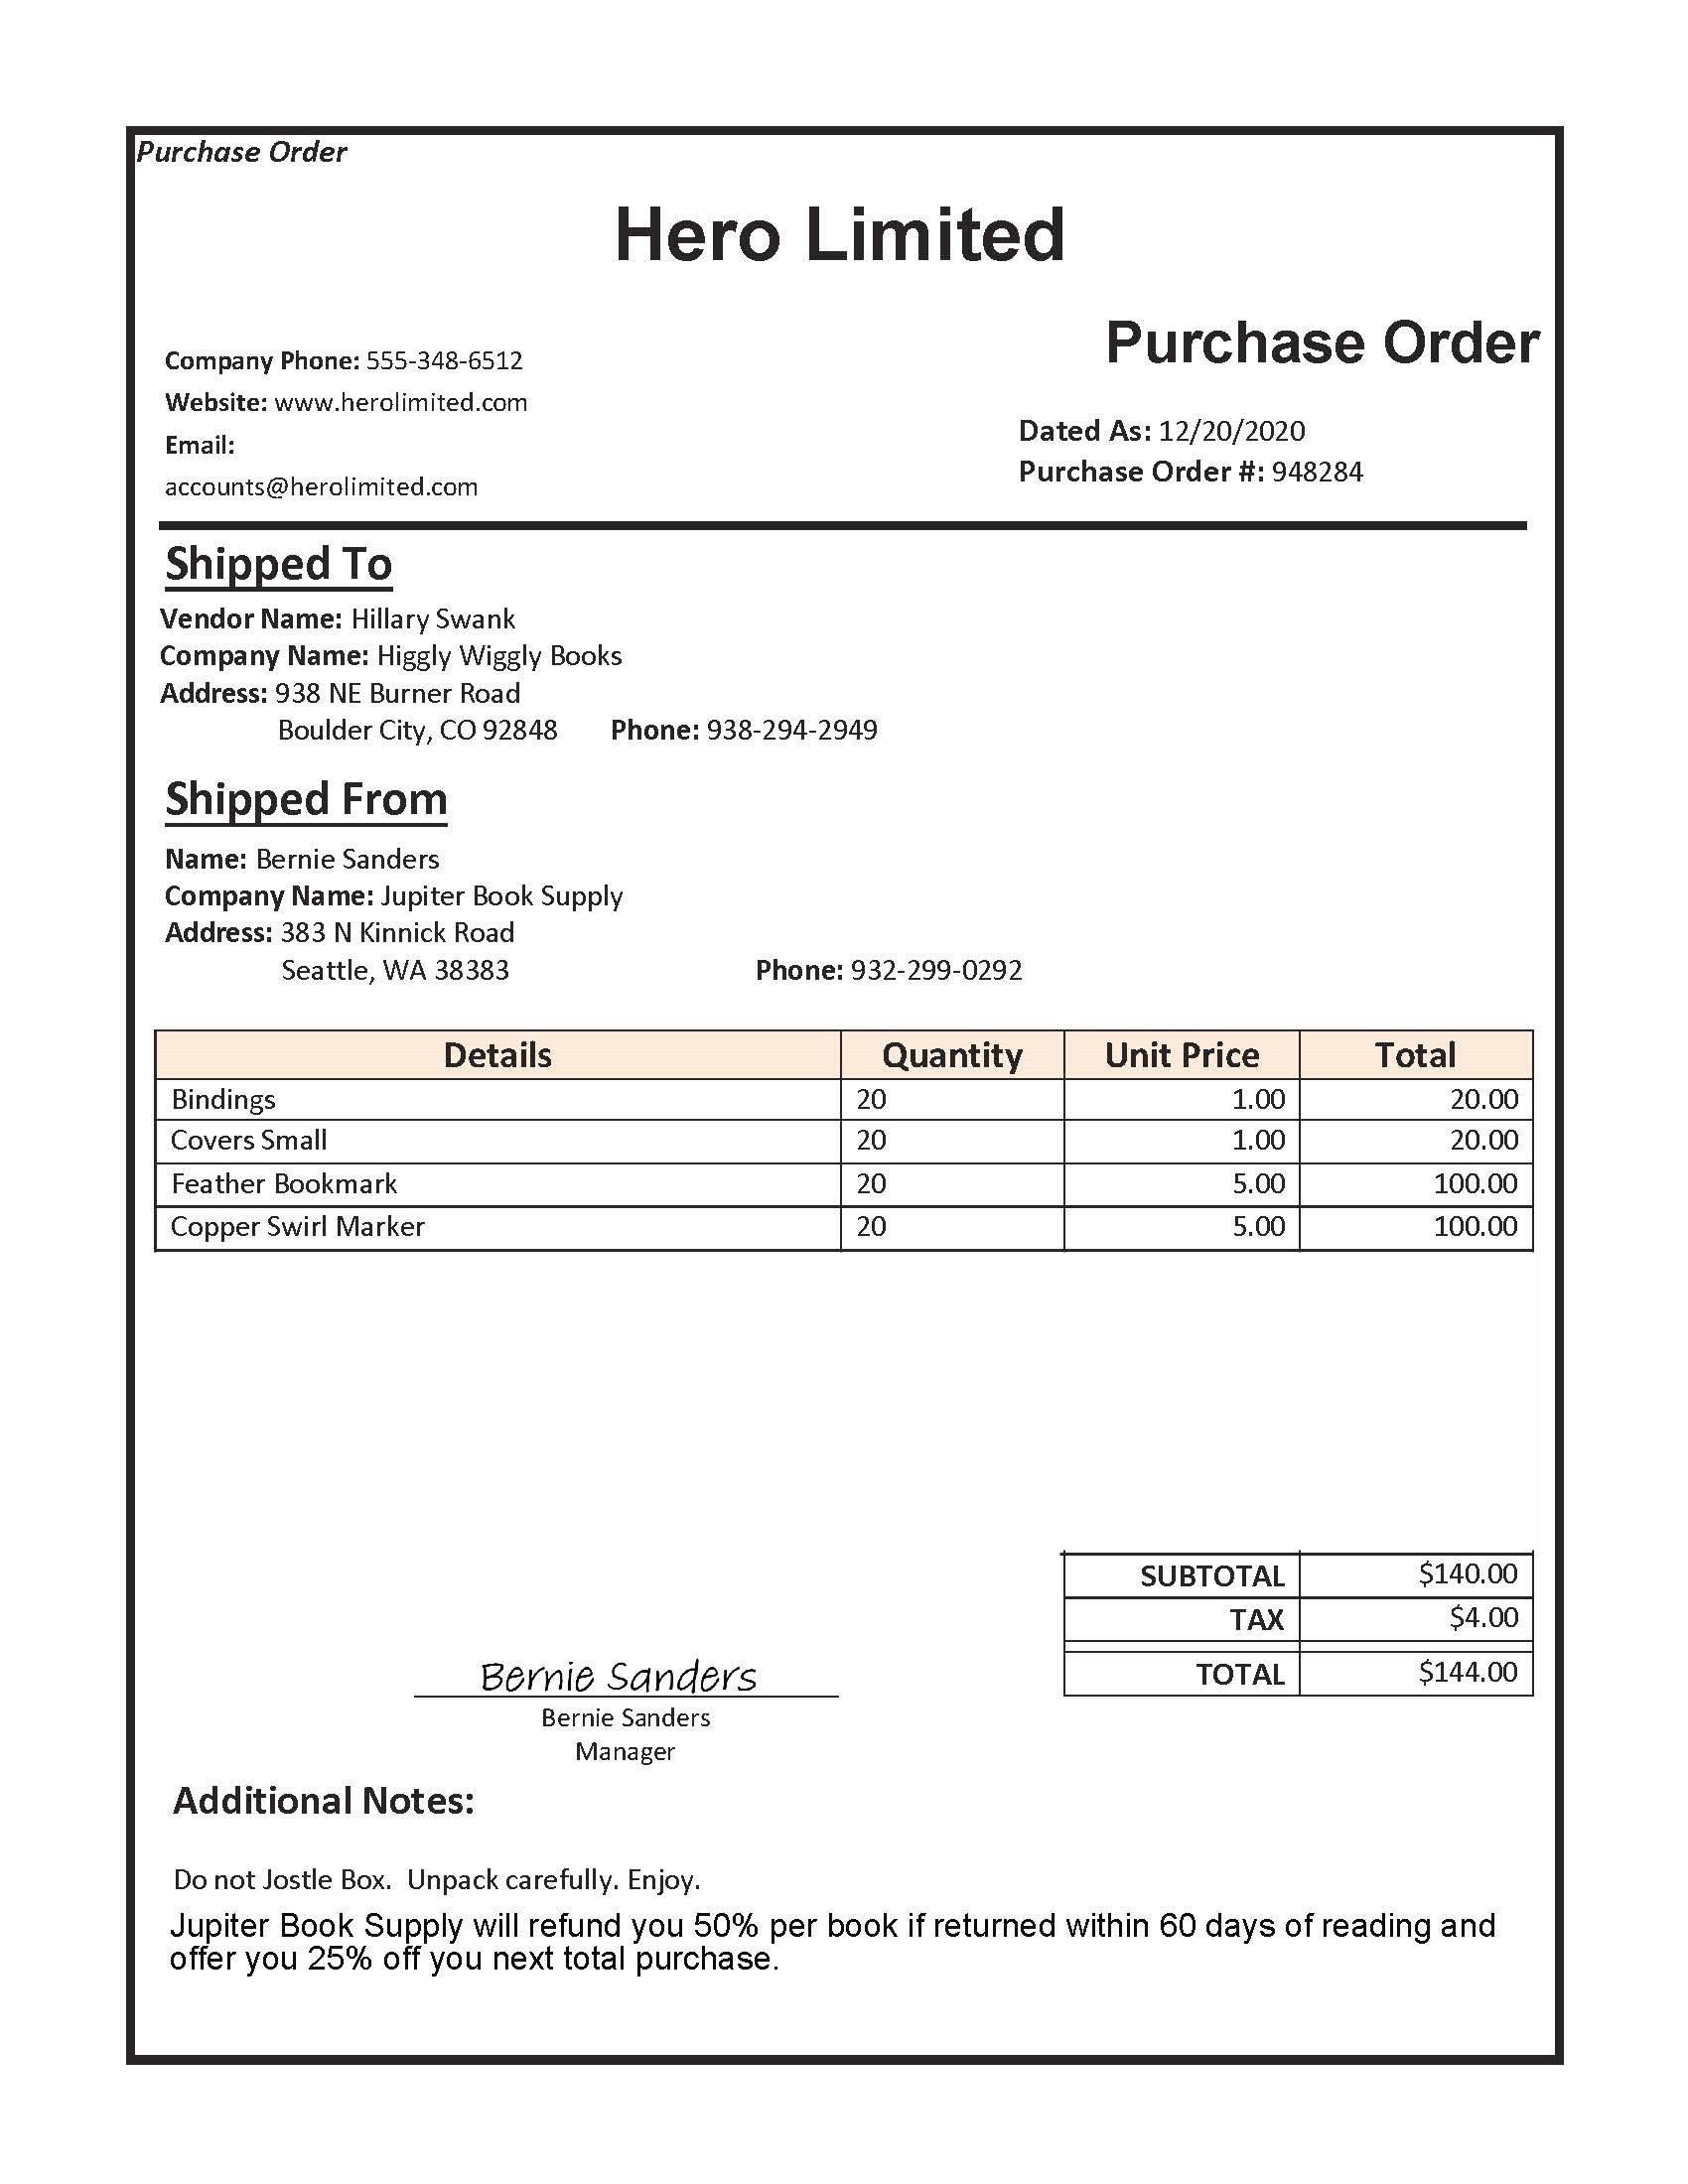 Purchase Order
Hero Limited
Purchase Order
Company Phone: 555-348-6512
Website: www.herolimited.com
Email:
accounts@herolimited.com
Dated As: 12/20/2020
Purchase Order #: 948284
Shipped To
Vendor Name: Hillary Swank
Company Name: Higgly Wiggly Books
Address: 938 NE Burner Road
Boulder City, CO 92848 Phone: 938-294-2949
Shipped From
Name: Bernie Sanders
Company Name: Jupiter Book Supply
Address: 383 N Kinnick Road
Seattle, WA 38383 Phone: 932-299-0292
Details Quantity Unit Price Total
Bindings 20 1.00 20.00
Covers Small 20 1.00 20.00
Feather Bookmark 20 5.00 100.00
Copper Swirl Marker 20 5.00 100.00
SUBTOTAL $140.00
TAX $4.00
TOTAL $144.00
Bernie Sanders
Bernie Sanders
Manager
Additional Notes:
Do not Jostle Box. Unpack carefully. Enjoy.
Jupiter Book Supply will refund you 50% per book if returned within 60 days of reading and
offer you 25% off you next total purchase.